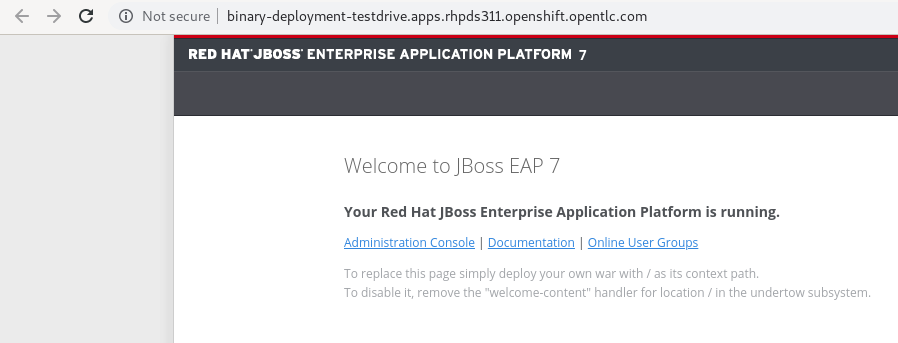 Not secure | binary-deployment-testdrive.apps.rhpds311.openshift.opentlc.com
RED HAT® JBOSS® ENTERPRISE APPLICATION PLATFORM 7
Welcome to JBoss EAP 7
Your Red Hat JBoss Enterprise Application Platform is running.
Administration Console | Documentation | Online User Groups
To replace this page simply deploy your own war with / as its context path.
To disable it, remove the "welcome-content" handler for location / in the undertow subsystem.